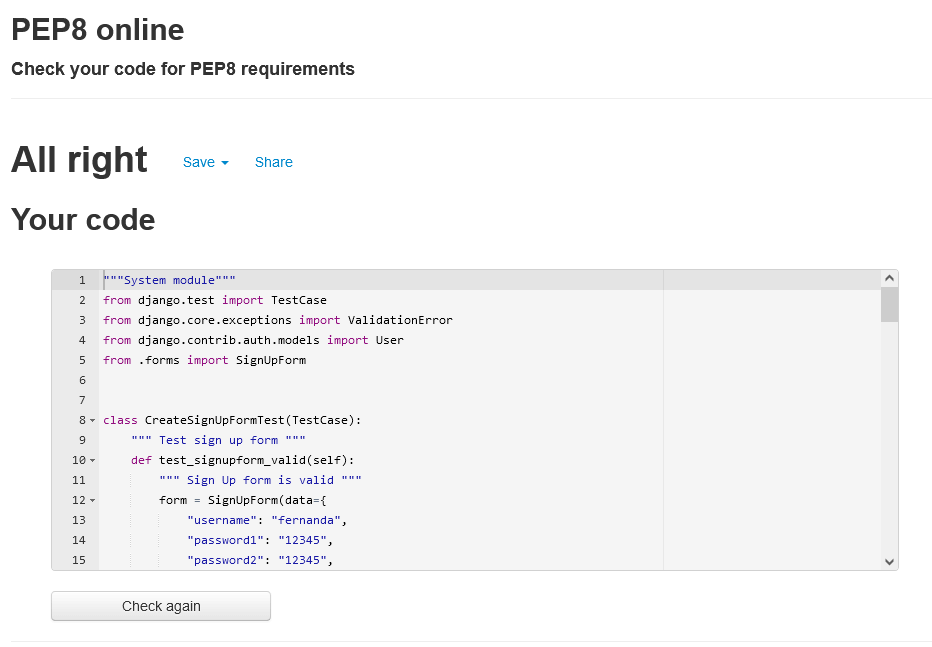 PEP8 online
Check your code for PEP8 requirements
All right Save Share
Your code
1 """System module"""
2 from django.test import TestCase
3 from django.core.exceptions import ValidationError
4 from django.contrib.auth.models import User
5 from .forms import SignUpForm
6
7
8 class CreateSignUpFormTest(TestCase):
9 """ Test sign up form """
10 def test_signupform_valid(self):
11 """ Sign Up form is valid """
12 form = SignUpForm(data={
13 "username": "fernanda",
14 "password1": "12345",
15 "password2": "12345",
Check again